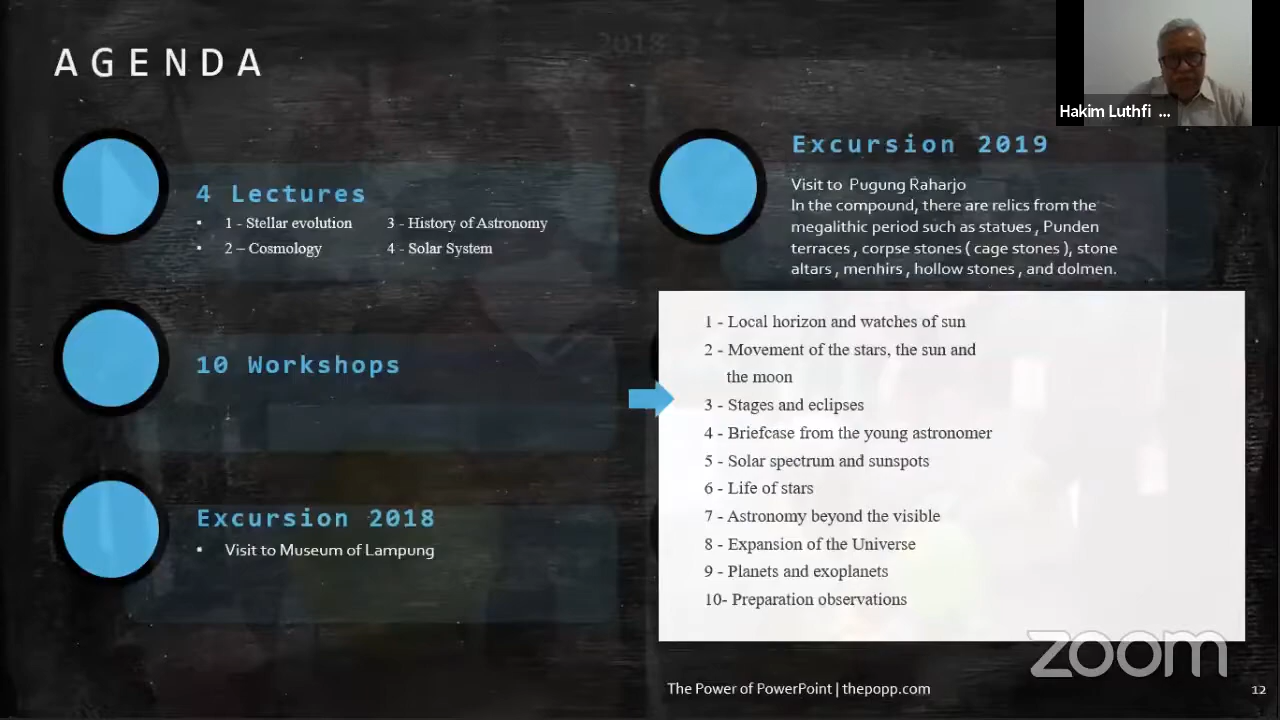 AGENDA
2018
Hakim Luthfi ...
4 Lectures
• 1 - Stellar evolution 3 - History of Astronomy
• 2 – Cosmology 4 - Solar System
10 Workshops
Excursion 2018
▪ Visit to Museum of Lampung
Excursion 2019
Visit to Pugung Raharjo
In the compound, there are relics from the
megalithic period such as statues , Punden
terraces , corpse stones ( cage stones ), stone
altars , menhirs , hollow stones , and dolmen.
1 - Local horizon and watches of sun
2 - Movement of the stars, the sun and
the moon
3 - Stages and eclipses
4 - Briefcase from the young astronomer
5 - Solar spectrum and sunspots
6 - Life of stars
7 - Astronomy beyond the visible
8 - Expansion of the Universe
9 - Planets and exoplanets
10- Preparation observations
zoom
The Power of PowerPoint | thepopp.com
12